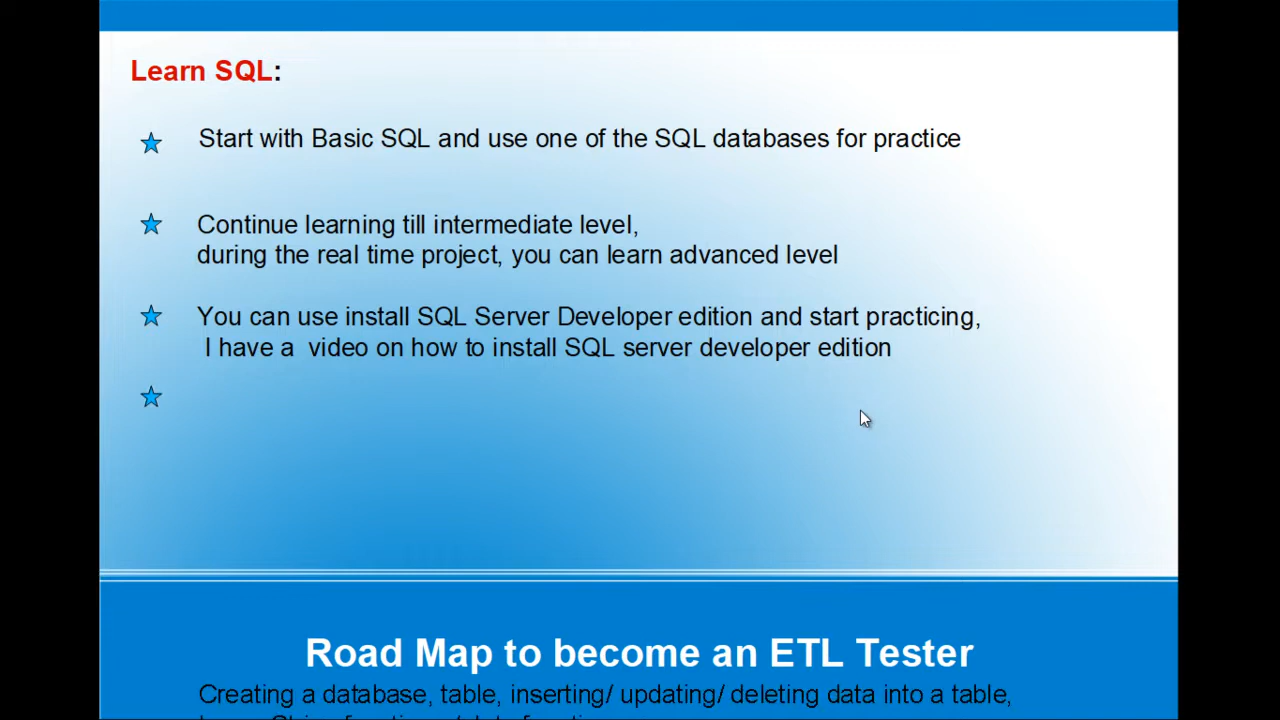 Learn SQL:
Start with Basic SQL and use one of the SQL databases for practice
Continue learning till intermediate level,
during the real time project, you can learn advanced level
You can use install SQL Server Developer edition and start practicing,
I have a video on how to install SQL server developer edition
Road Map to become an ETL Tester
Creating a database, table, inserting/ updating/ deleting data into a table,